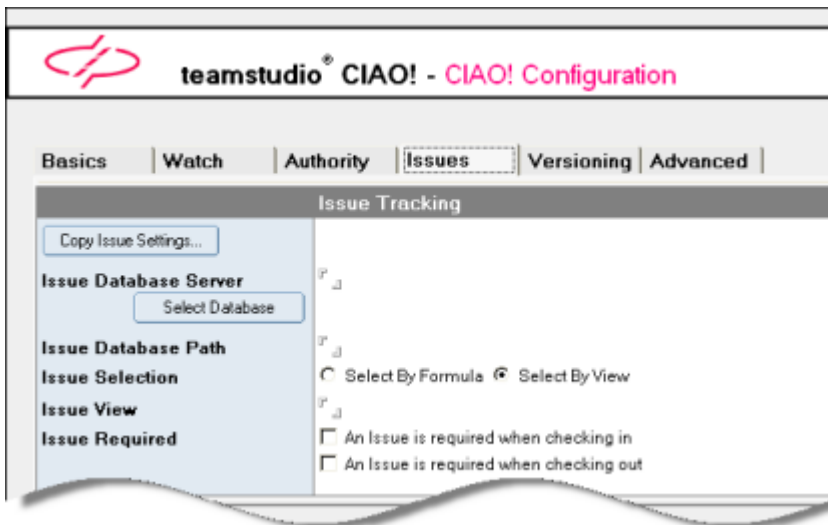 teamstudio® CIAO! - CIAO! Configuration
Basics Watch Authority Issues Versioning Advanced
Issue Tracking
Copy Issue Settings...
Issue Database Server
Select Database
Issue Database Path
Issue Selection Select By Formula Select By View
Issue View
Issue Required An Issue is required when checking in
An Issue is required when checking out